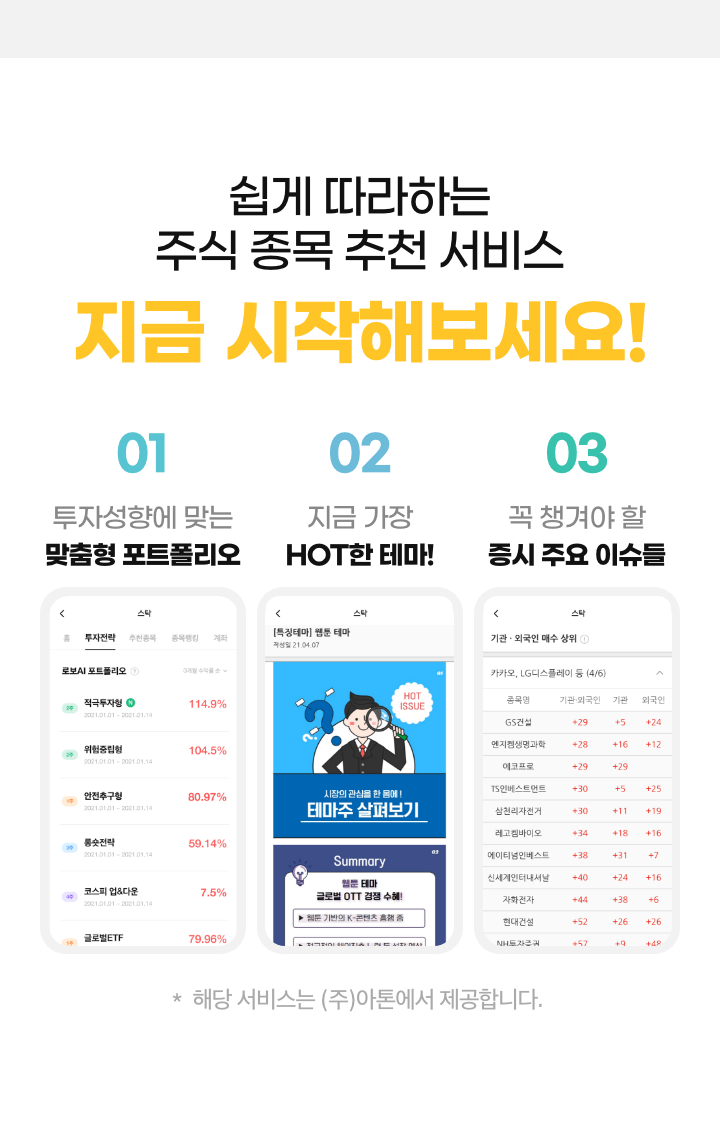 쉽게 따라하는
주식 종목 추천 서비스
지금 시작해보세요!
01
투자성향에 맞는
맞춤형 포트폴리오
스탁
홈 투자전략 추천종목 종목랭킹 계좌
로보AI 포트폴리오 ?
적극투자형 N 114.9%
2021.01.01 ~ 2021.01.14
위험중립형 104.5%
2021.01.01 ~ 2021.01.14
안전추구형 80.97%
2021.01.01 ~ 2021.01.14
롱숏전략 59.14%
2021.01.01 ~ 2021.01.14
코스피 업&다운 7.5%
2021.01.01 ~ 2021.01.14
글로벌ETF 79.96%
02
지금 가장
HOT한 테마!
스탁
[특징테마] 웹툰 테마
작성일 21.04.07
01
HOT
ISSUE
시장의 관심을 한 몸에 !
테마주 살펴보기
02
Summary
웹툰 테마
글로벌 OTT 경쟁 수혜!
▶ 웹툰 기반의 K-콘텐츠 흥행 중
03
꼭 챙겨야 할
증시 주요 이슈들
스탁
기관 · 외국인 매수 상위
카카오, LG디스플레이 등 (4/6)
종목명 기관·외국인 기관 외국인
GS건설 +29 +5 +24
엔지켐생명과학 +28 +16 +12
에코프로 +29 +29
TS인베스트먼트 +30 +5 +25
삼천리자전거 +30 +11 +19
레고켐바이오 +34 +18 +16
에이티넘인베스트 +38 +31 +7
신세계인터내셔날 +40 +24 +16
자화전자 +44 +38 +6
현대건설 +52 +26 +26
NH투자증권 +57 +9 +48
* 해당 서비스는 (주)아톤에서 제공합니다.